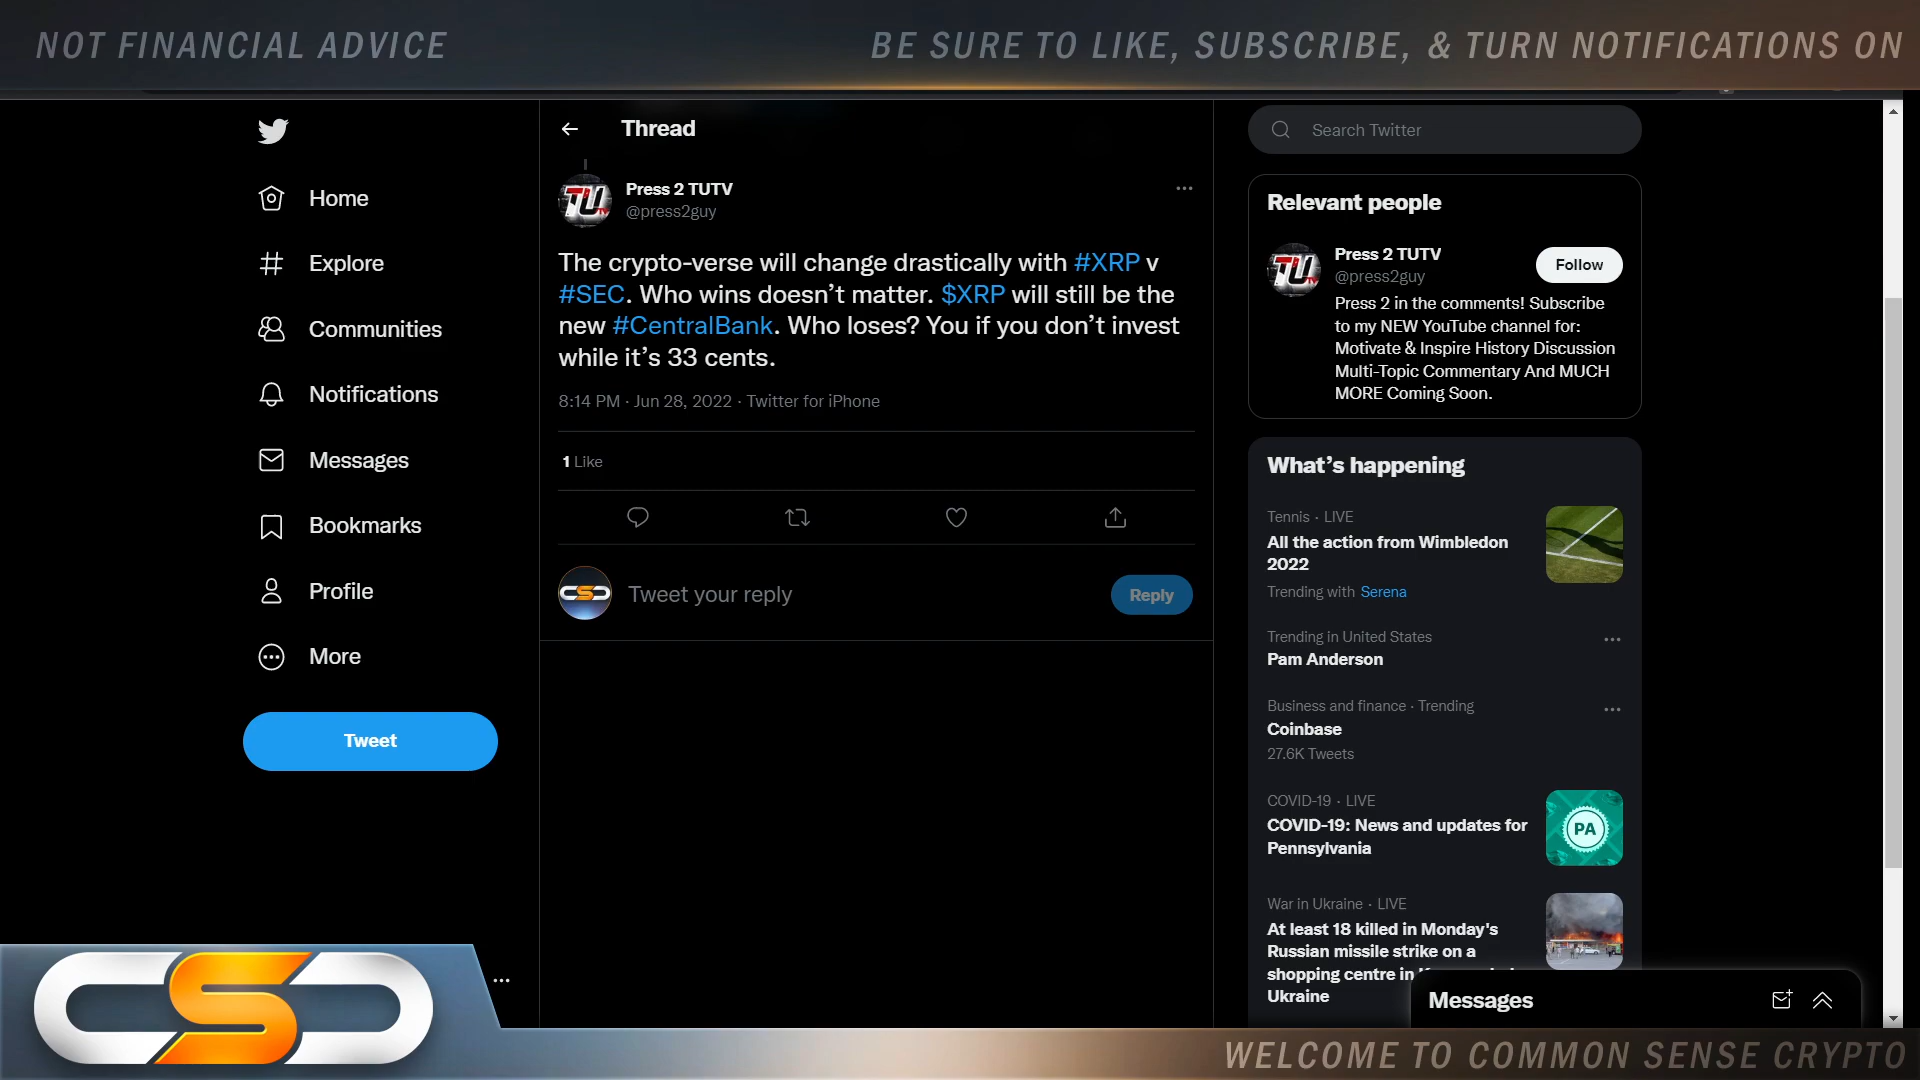 NOT FINANCIAL ADVICE
BE SURE TO LIKE, SUBSCRIBE, & TURN NOTIFICATIONS ON
Home
Explore
Communities
Notifications
Messages
Bookmarks
Profile
More
Tweet
Thread
TU
Press 2 TUTV
@press2guy
The crypto-verse will change drastically with #XRP v
#SEC. Who wins doesn’t matter. $XRP will still be the
new #CentralBank. Who loses? You if you don’t invest
while it’s 33 cents.
8:14 PM · Jun 28, 2022 · Twitter for iPhone
1 Like
CSC
Tweet your reply
Reply
Search Twitter
Relevant people
TU
Press 2 TUTV
@press2guy
Follow
Press 2 in the comments! Subscribe
to my NEW YouTube channel for:
Motivate & Inspire History Discussion
Multi-Topic Commentary And MUCH
MORE Coming Soon.
What’s happening
Tennis · LIVE
All the action from Wimbledon
2022
Trending with Serena
Trending in United States
Pam Anderson
Business and finance · Trending
Coinbase
27.6K Tweets
COVID-19 · LIVE
COVID-19: News and updates for
Pennsylvania
PA
War in Ukraine · LIVE
At least 18 killed in Monday's
Russian missile strike on a
shopping centre in
Ukraine
Messages
CSC
WELCOME TO COMMON SENSE CRYPTO